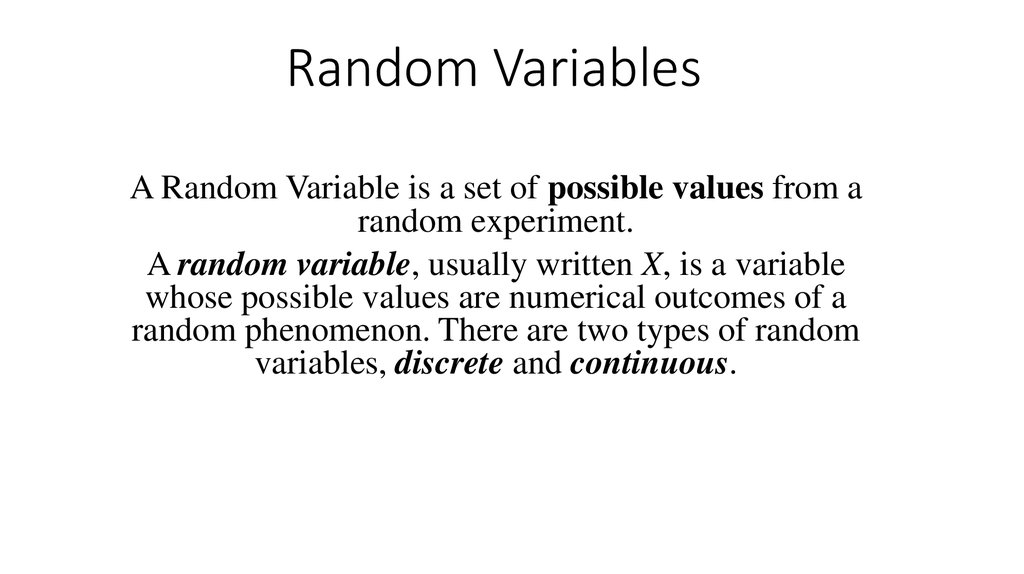 Random Variables
A Random Variable is a set of possible values from a
random experiment.
A random variable, usually written X, is a variable
whose possible values are numerical outcomes of a
random phenomenon. There are two types of random
variables, discrete and continuous.